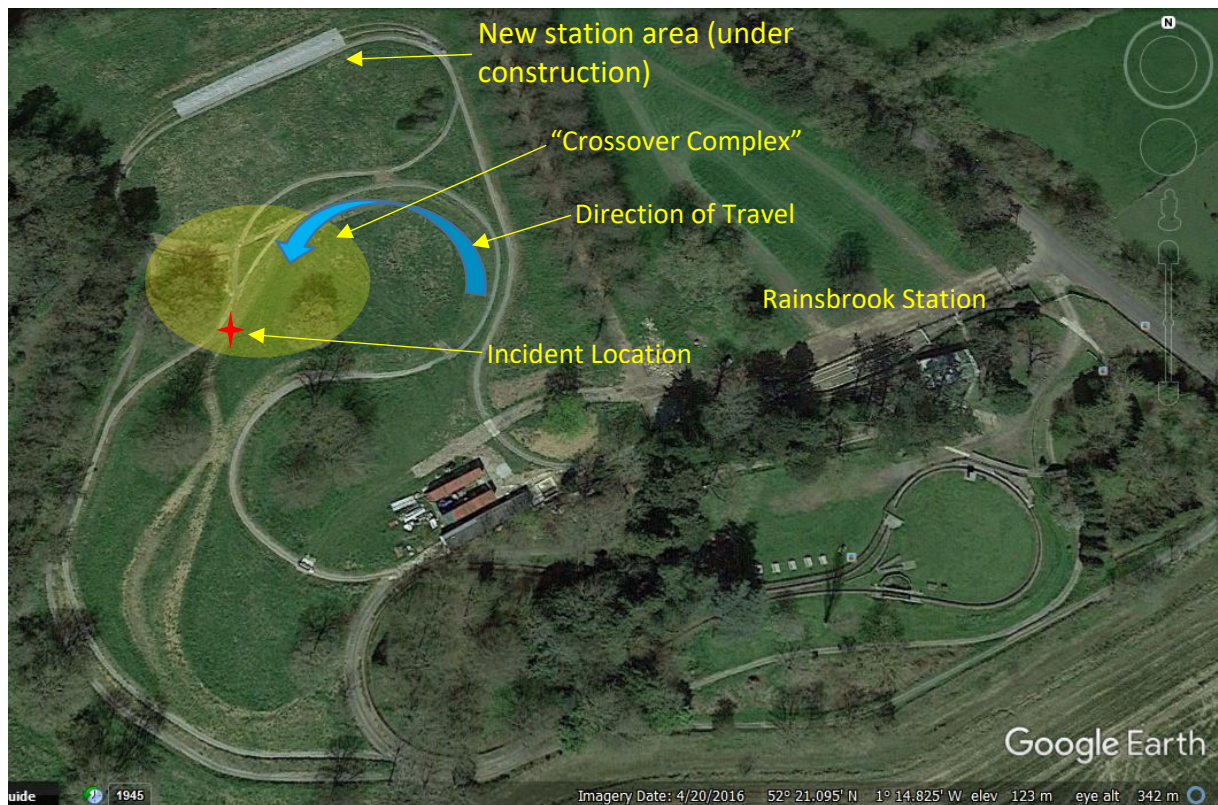 New station area (under
construction)
N
“Crossover Complex”
Direction of Travel
Rainsbrook Station
Incident Location
Google Earth
uide
1945
Imagery Date: 4/20/2016 52° 21.095' N 1° 14.825' W elev 123 m eye alt 342 m